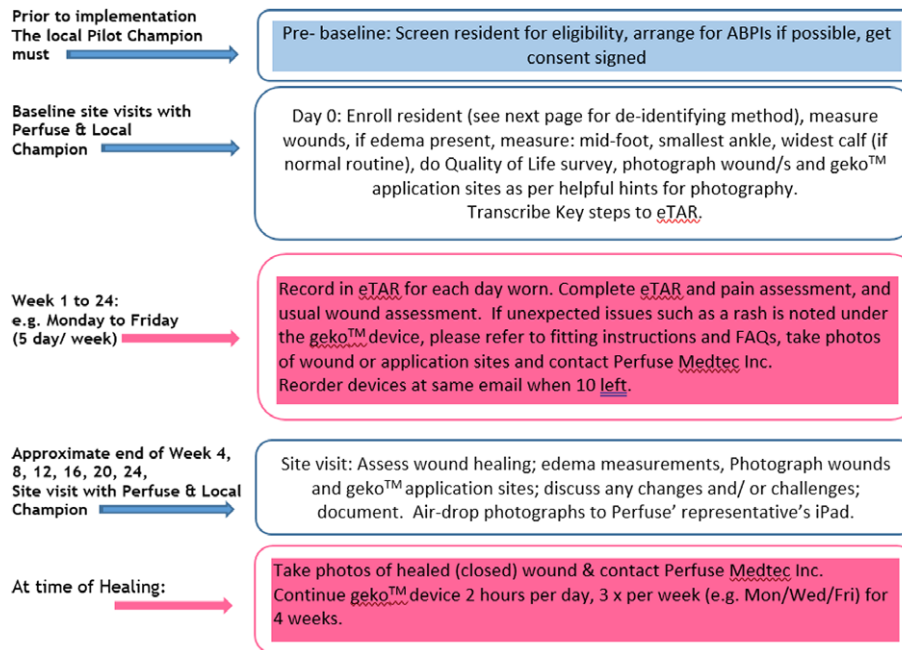 Prior to implementation
The local Pilot Champion
must
Pre- baseline: Screen resident for eligibility, arrange for ABPIs if possible, get
consent signed
Baseline site visits with
Perfuse & Local
Champion
Day 0: Enroll resident (see next page for de-identifying method), measure
wounds, if edema present, measure: mid-foot, smallest ankle, widest calf (if
normal routine), do Quality of Life survey, photograph wound/s and geko™
application sites as per helpful hints for photography.
Transcribe Key steps to eTAR.
Week 1 to 24:
e.g. Monday to Friday
(5 day/ week)
Record in eTAR for each day worn. Complete eTAR and pain assessment, and
usual wound assessment.  If unexpected issues such as a rash is noted under
the geko™ device, please refer to fitting instructions and FAQs, take photos
of wound or application sites and contact Perfuse Medtec Inc.
Reorder devices at same email when 10 left.
Approximate end of Week 4,
8, 12, 16, 20, 24,
Site visit with Perfuse & Local
Champion
Site visit: Assess wound healing; edema measurements, Photograph wounds
and geko™ application sites; discuss any changes and/ or challenges;
document.  Air-drop photographs to Perfuse' representative's iPad.
At time of Healing:
Take photos of healed (closed) wound & contact Perfuse Medtec Inc.
Continue geko™ device 2 hours per day, 3 x per week (e.g. Mon/Wed/Fri) for
4 weeks.